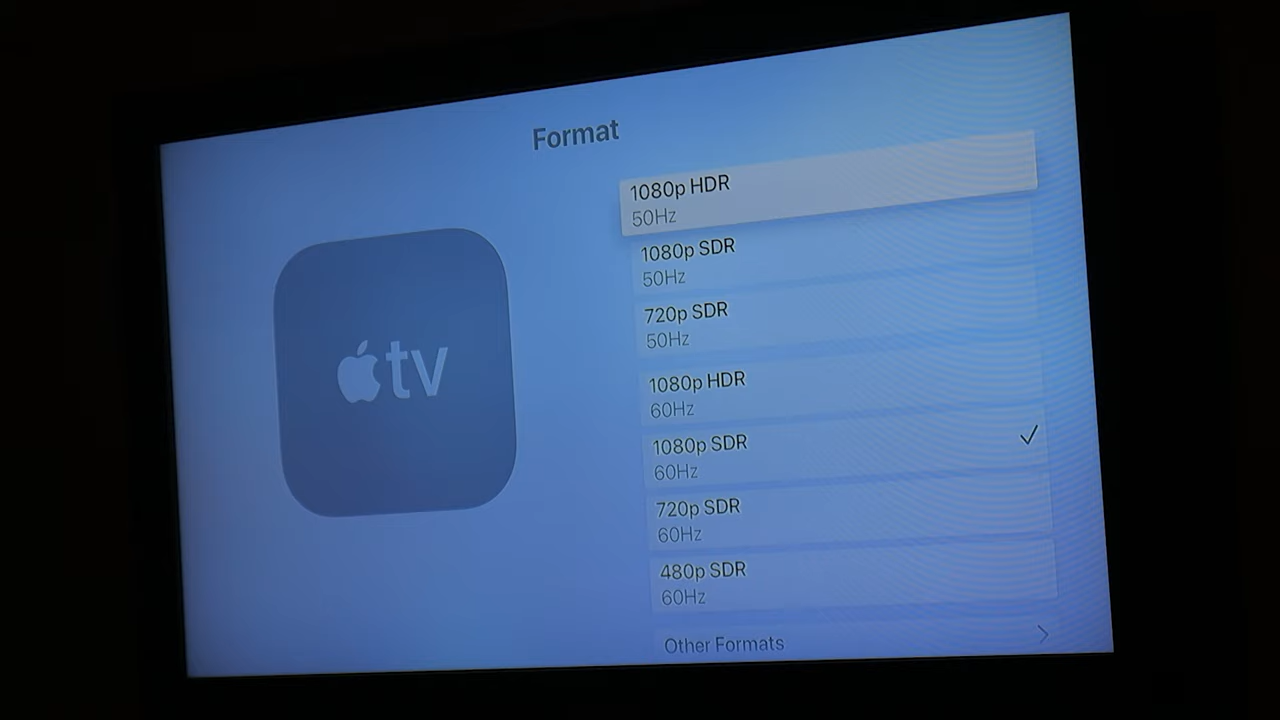 Format
tv
1080p HDR
50Hz
1080p SDR
50Hz
720p SDR
50Hz
1080p HDR
60Hz
1080p SDR
60Hz
720p SDR
60Hz
480p SDR
60Hz
Other Formats